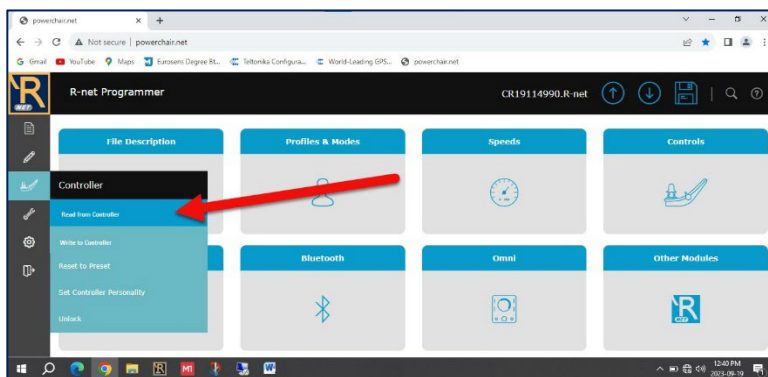 powerchair.net
Not secure | powerchair.net
Gmail YouTube Maps Eurosens Degree Bt... Teltonika Configura... World-Leading GPS... powerchair.net
R-net Programmer CR19114990.R-net
R
NET
File Description Profiles & Modes Speeds Controls
Controller
Read from Controller
Write to Controller
Reset to Preset
Set Controller Personality
Unlock
Bluetooth Omni Other Modules
R
12:40 PM
2023-09-19